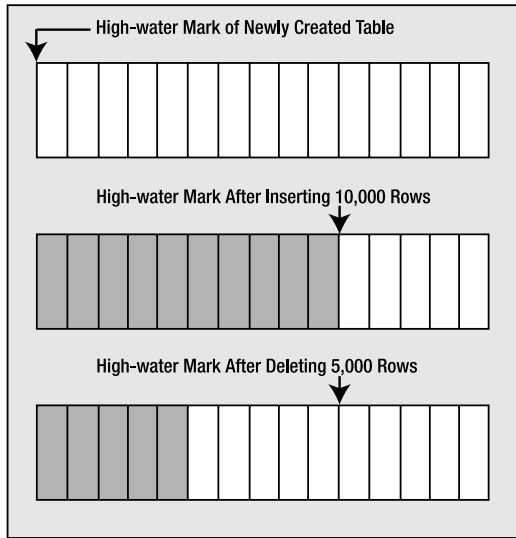 High-water Mark of Newly Created Table
High-water Mark After Inserting 10,000 Rows
High-water Mark After Deleting 5,000 Rows